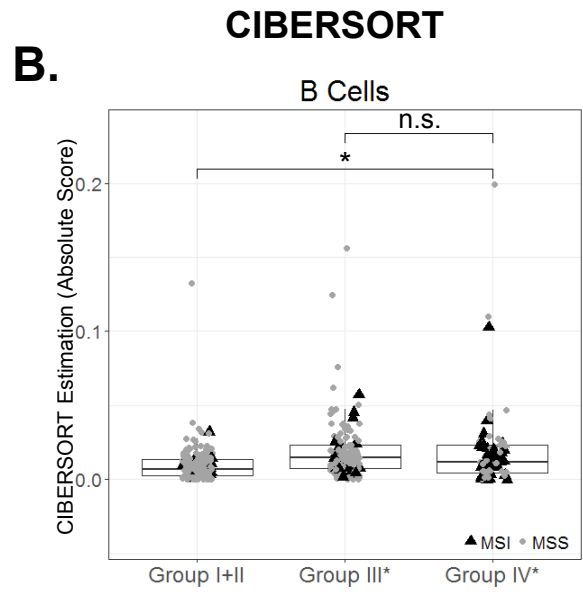 CIBERSORT
B.
B Cells
n.s.
*
CIBERSORT Estimation (Absolute Score)
0.2
0.1
0.0
MSI MSS
Group I+II Group III* Group IV*